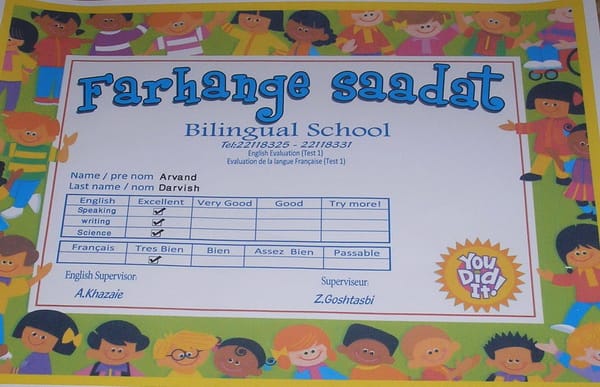 Farhange saadat
Bilingual School
Tel:22118325 - 22118331
English Evaluation (Test 1)
Evaluation de la langue Française (Test 1)
Name / pre nom Arvand
Last name / nom Darvish
English Excellent Very Good Good Try more!
Speaking
writing
Science
Français Tres Bien Bien Assez Bien Passable
English Supervisor: Superviseur:
A.Khazaie Z.Goshtasbi
You
Did
It!